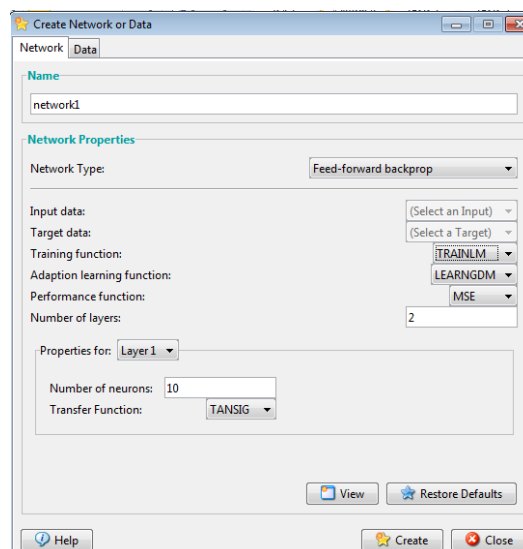 Create Network or Data
Network Data
Name
network1
Network Properties
Network Type: Feed-forward backprop
Input data: (Select an Input)
Target data: (Select a Target)
Training function: TRAINLM
Adaption learning function: LEARNGDM
Performance function: MSE
Number of layers: 2
Properties for: Layer 1
Number of neurons: 10
Transfer Function: TANSIG
View Restore Defaults
Help Create Close